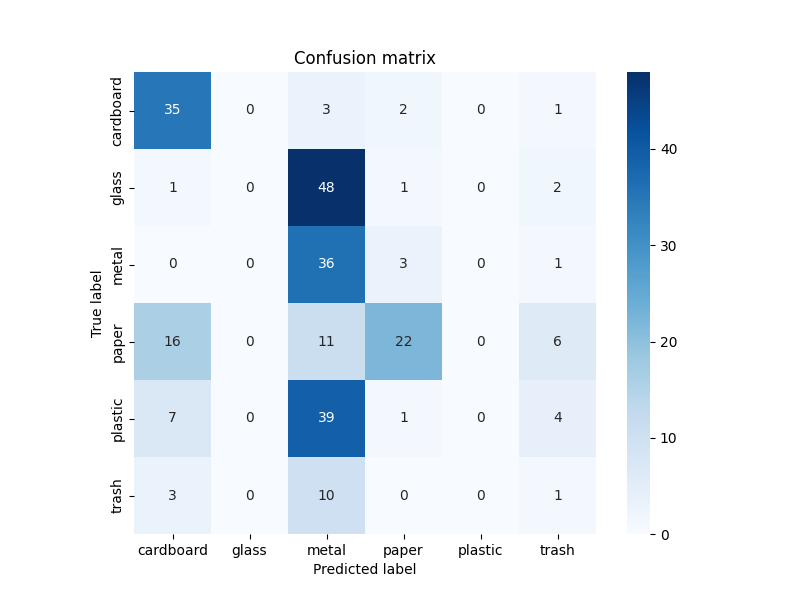 Confusion matrix
True label
cardboard 35 0 3 2 0 1
glass 1 0 48 1 0 2
metal 0 0 36 3 0 1
paper 16 0 11 22 0 6
plastic 7 0 39 1 0 4
trash 3 0 10 0 0 1
cardboard glass metal paper plastic trash
Predicted label
40
30
20
10
0